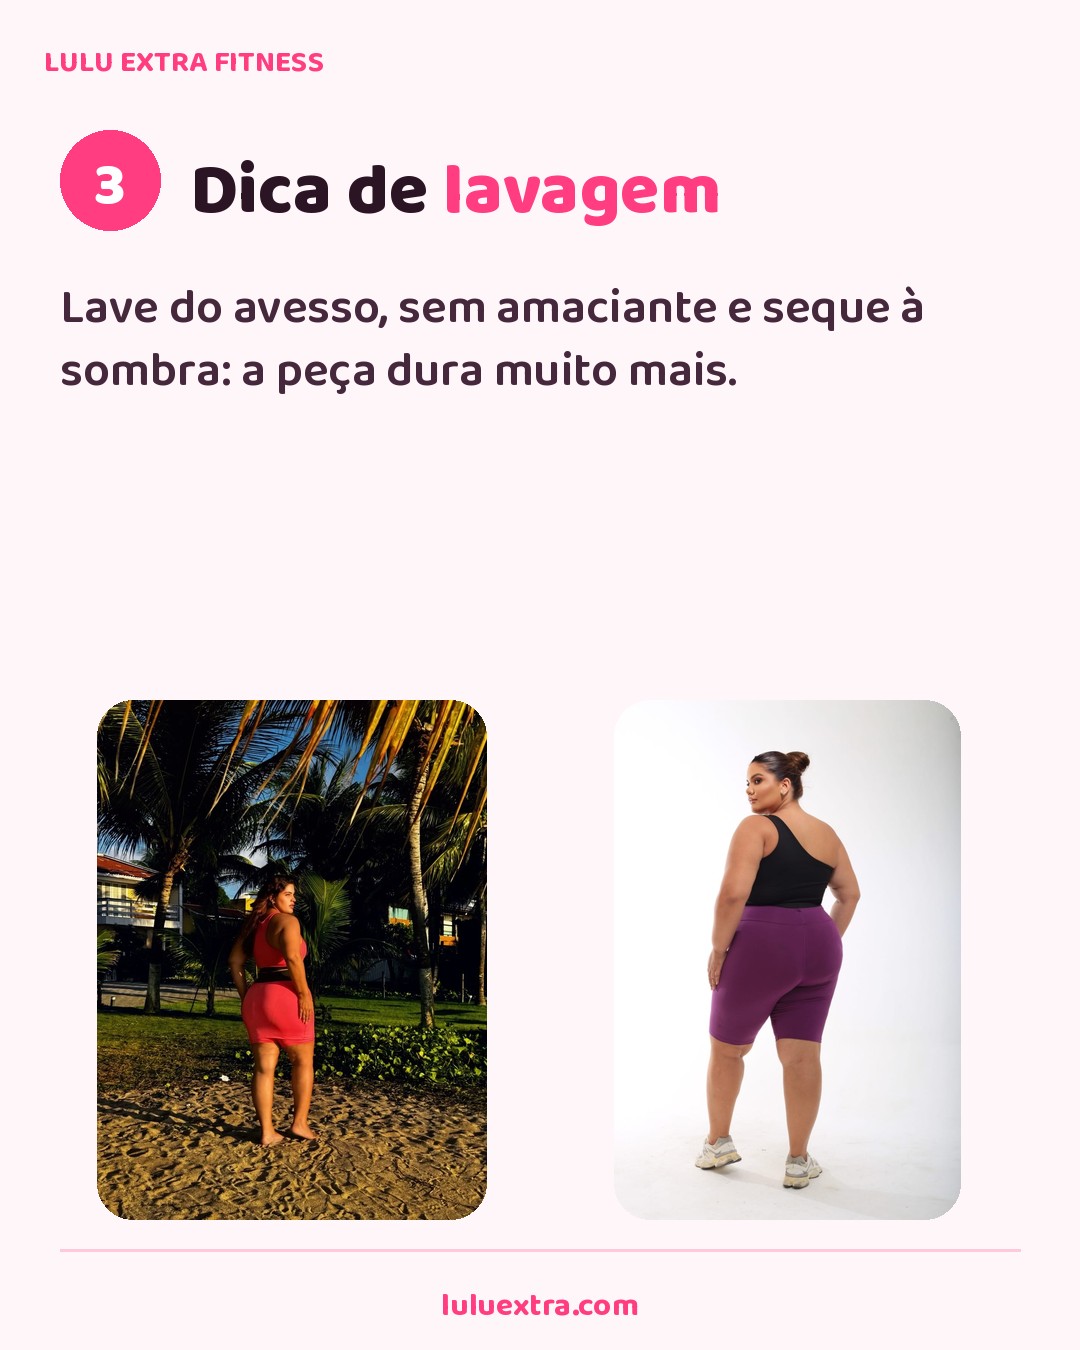 LULU EXTRA FITNESS
3
Dica de lavagem
Lave do avesso, sem amaciante e seque à
sombra: a peça dura muito mais.
luluextra.com